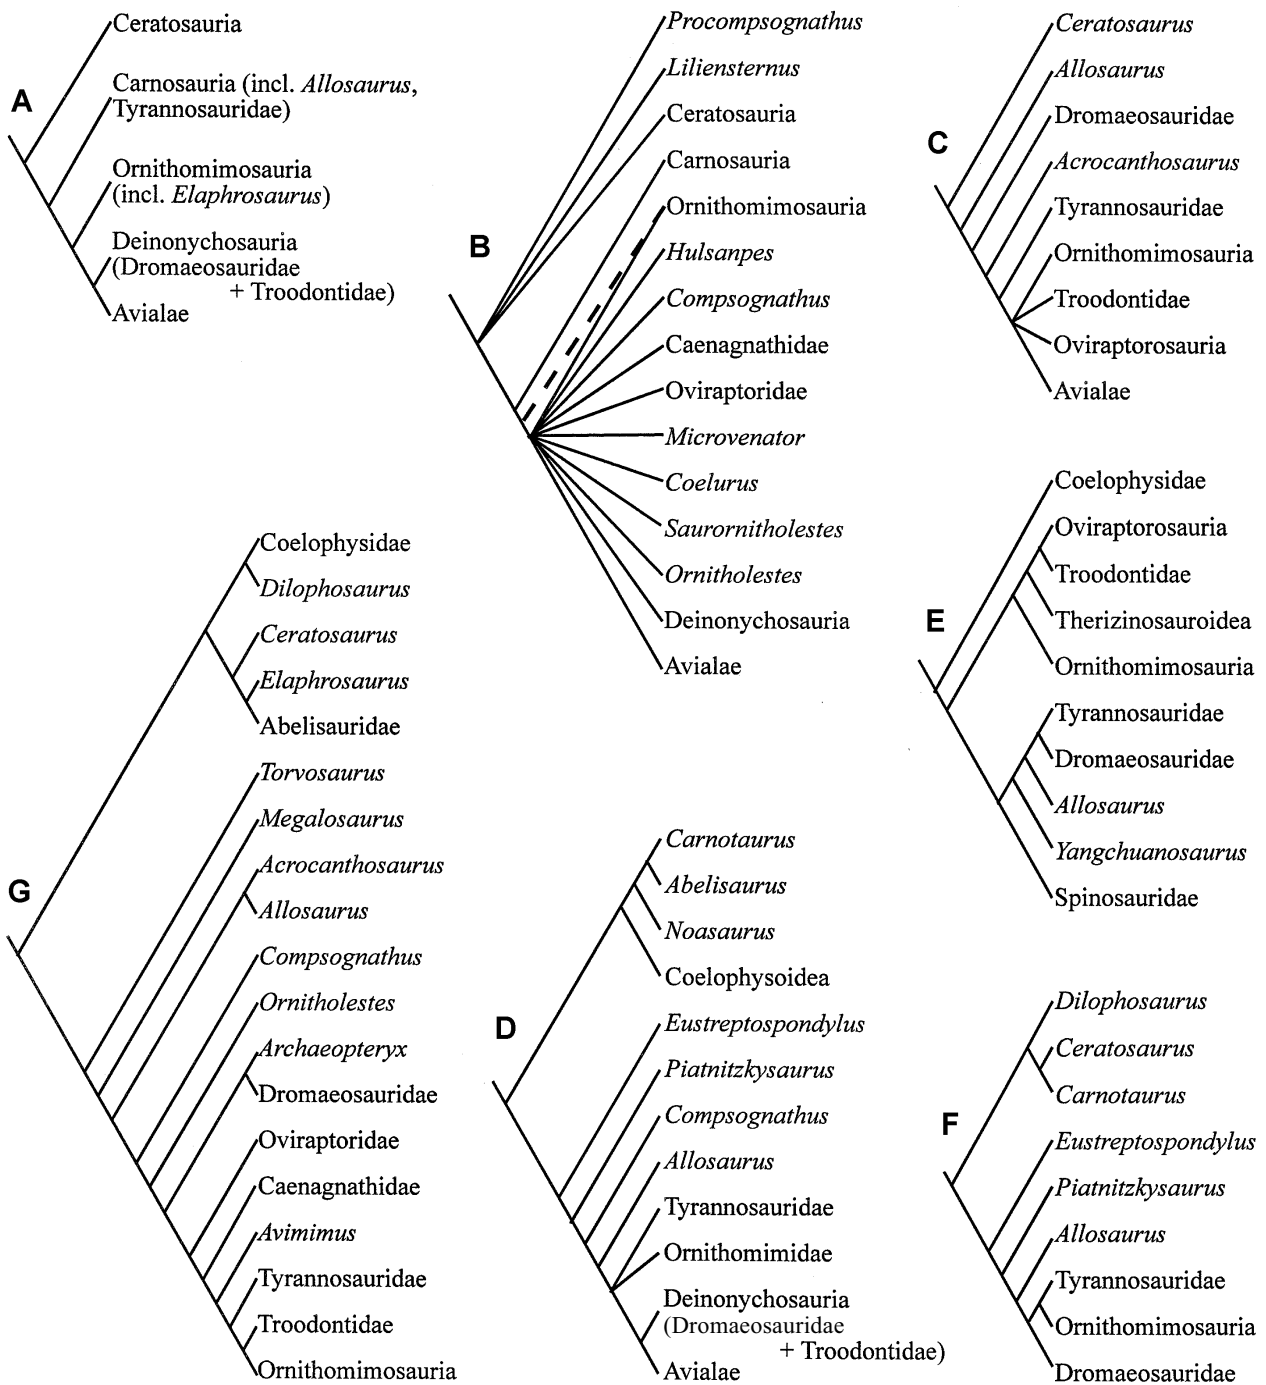 A
Ceratosauria
Carnosauria (incl. Allosaurus,
Tyrannosauridae)
Ornithomimosauria
(incl. Elaphrosaurus)
Deinonychosauria
(Dromaeosauridae
+ Troodontidae)
Avialae
B
Procompsognathus
Liliensternus
Ceratosauria
Carnosauria
Ornithomimosauria
Hulsanpes
Compsognathus
Caenagnathidae
Oviraptoridae
Microvenator
Coelurus
Saurornitholestes
Ornitholestes
Deinonychosauria
Avialae
C
Ceratosaurus
Allosaurus
Dromaeosauridae
Acrocanthosaurus
Tyrannosauridae
Ornithomimosauria
Troodontidae
Oviraptorosauria
Avialae
G
Coelophysidae
Dilophosaurus
Ceratosaurus
Elaphrosaurus
Abelisauridae
Torvosaurus
Megalosaurus
Acrocanthosaurus
Allosaurus
Compsognathus
Ornitholestes
Archaeopteryx
Dromaeosauridae
Oviraptoridae
Caenagnathidae
Avimimus
Tyrannosauridae
Troodontidae
Ornithomimosauria
D
Carnotaurus
Abelisaurus
Noasaurus
Coelophysoidea
Eustreptospondylus
Piatnitzkysaurus
Compsognathus
Allosaurus
Tyrannosauridae
Ornithomimidae
Deinonychosauria
(Dromaeosauridae
+ Troodontidae)
Avialae
E
Coelophysidae
Oviraptorosauria
Troodontidae
Therizinosauroidea
Ornithomimosauria
Tyrannosauridae
Dromaeosauridae
Allosaurus
Yangchuanosaurus
Spinosauridae
F
Dilophosaurus
Ceratosaurus
Carnotaurus
Eustreptospondylus
Piatnitzkysaurus
Allosaurus
Tyrannosauridae
Ornithomimosauria
Dromaeosauridae